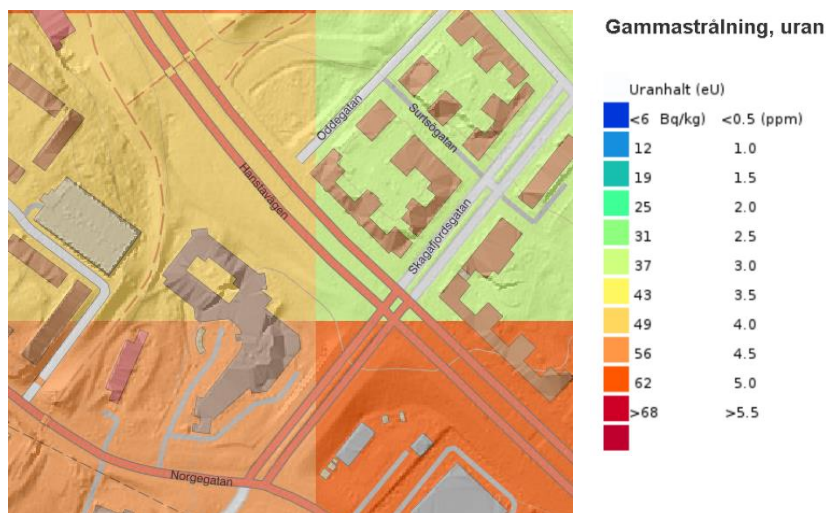 Gammastrålning, uran
Uranhalt (eU)
<6 Bq/kg) <0.5 (ppm)
12 1.0
19 1.5
25 2.0
31 2.5
37 3.0
43 3.5
49 4.0
56 4.5
62 5.0
>68 >5.5
Oddegatan
Surtsögatan
Hanstavägen
Skagafjordsgatan
Norgegatan